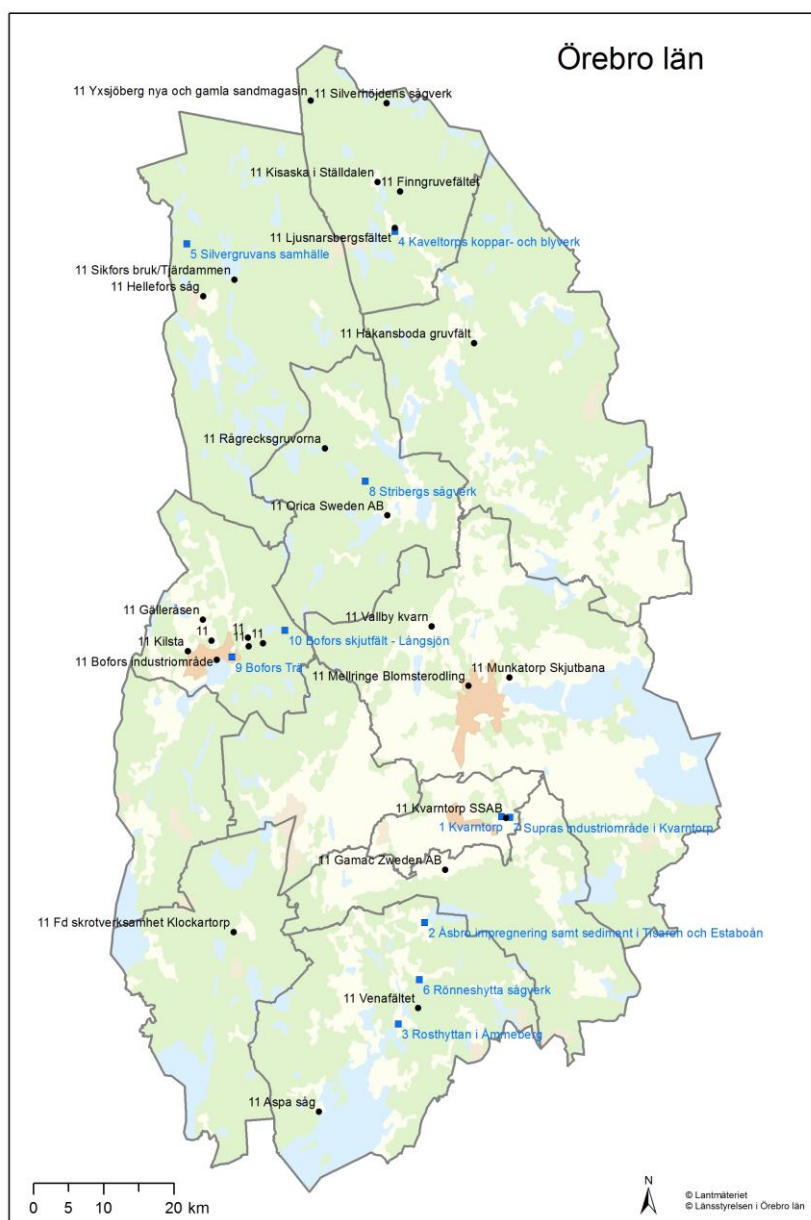 Örebro län
11 Yxsjöberg nya och gamla sandmagasin
11 Silverhöjdens sågverk
11 Kisaska i Ställdalen
11 Finngruvefältet
11 Ljusnarsbergsfältet
4 Kaveltorps koppar- och blyverk
5 Silvergruvans samhälle
11 Sikfors bruk/Tjärdammen
11 Hellefors såg
11 Håkansboda gruvfält
11 Rågrecksgruvorna
8 Stribergs sågverk
11 Orica Sweden AB
11 Gälleråsen
11 Vallby kvarn
11
11
11
11
10 Bofors skjutfält - Långsjön
11 Kilsta
11 Bofors industriområde
9 Bofors Trä
11 Mellringe Blomsterodling
11 Munkatorp Skjutbana
11 Kvarntorp SSAB
1 Kvarntorp
7 Supras industriområde i Kvarntorp
11 Gamac Zweden AB
11 Fd skrotverksamhet Klockartorp
2 Åsbro impregnering samt sediment i Tisaren och Estaboån
6 Rönneshytta sågverk
11 Venafältet
3 Rosthyttan i Åmmeberg
11 Aspa såg
0 5 10 20 km
N
© Lantmäteriet
© Länsstyrelsen i Örebro län